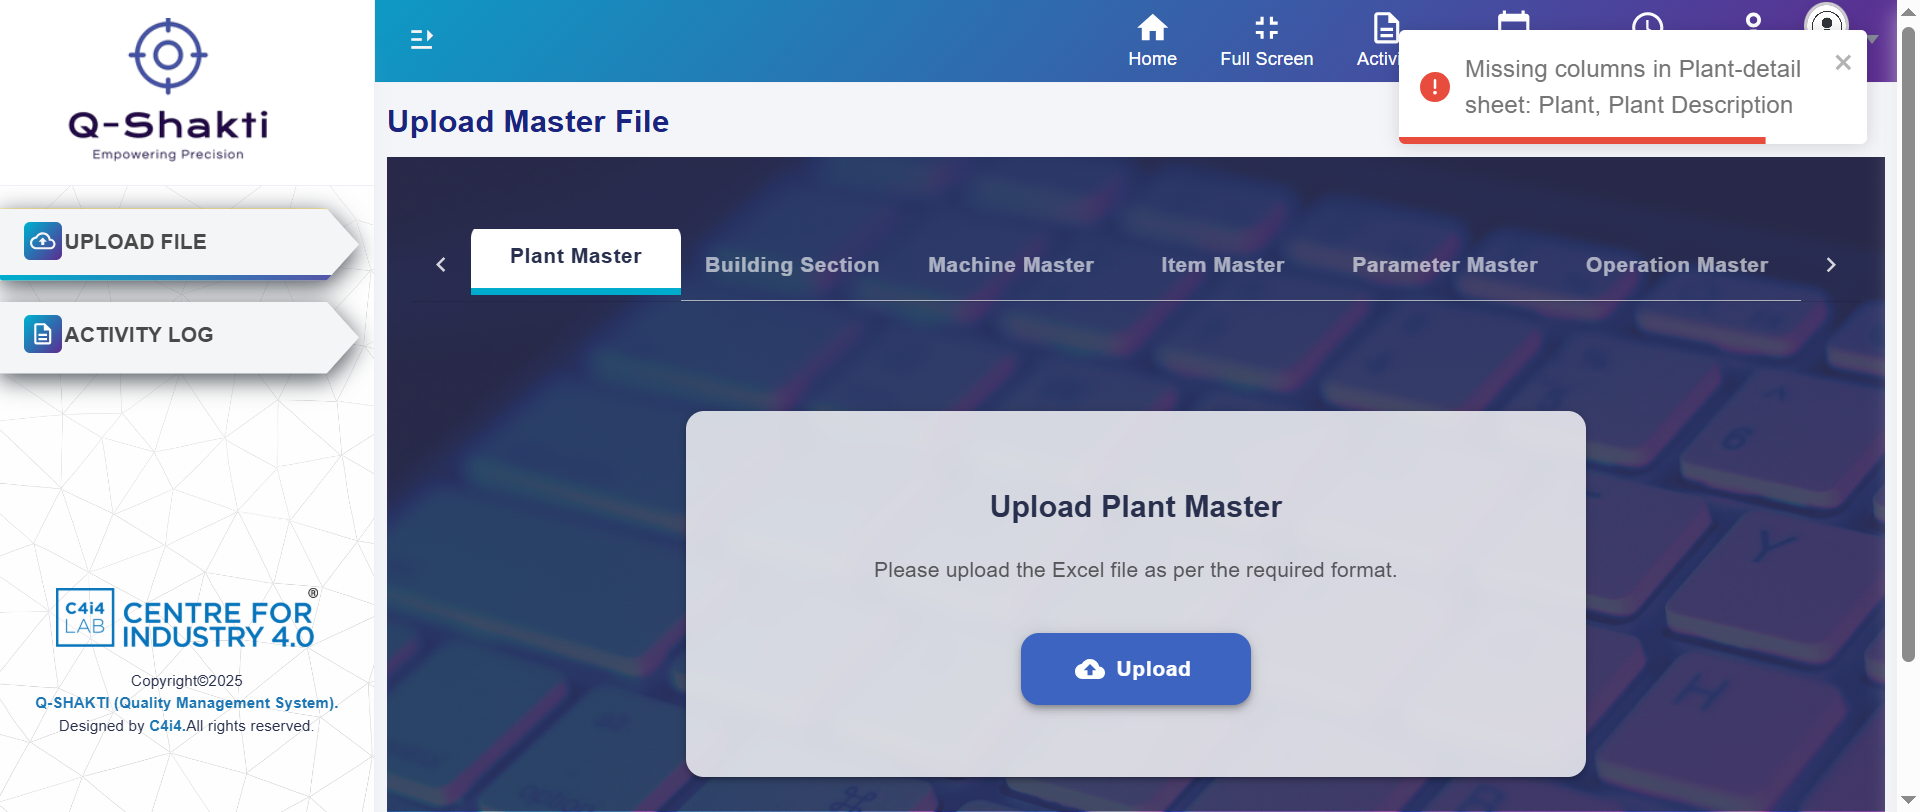 Q-Shakti
Empowering Precision
UPLOAD FILE
ACTIVITY LOG
C4i4
LAB
CENTRE FOR
INDUSTRY 4.0
®
Copyright©2025
Q-SHAKTI (Quality Management System).
Designed by C4i4.All rights reserved.
Home
Full Screen
Missing columns in Plant-detail
sheet: Plant, Plant Description
Upload Master File
Plant Master
Building Section
Machine Master
Item Master
Parameter Master
Operation Master
Upload Plant Master
Please upload the Excel file as per the required format.
Upload
6
Y
H
option